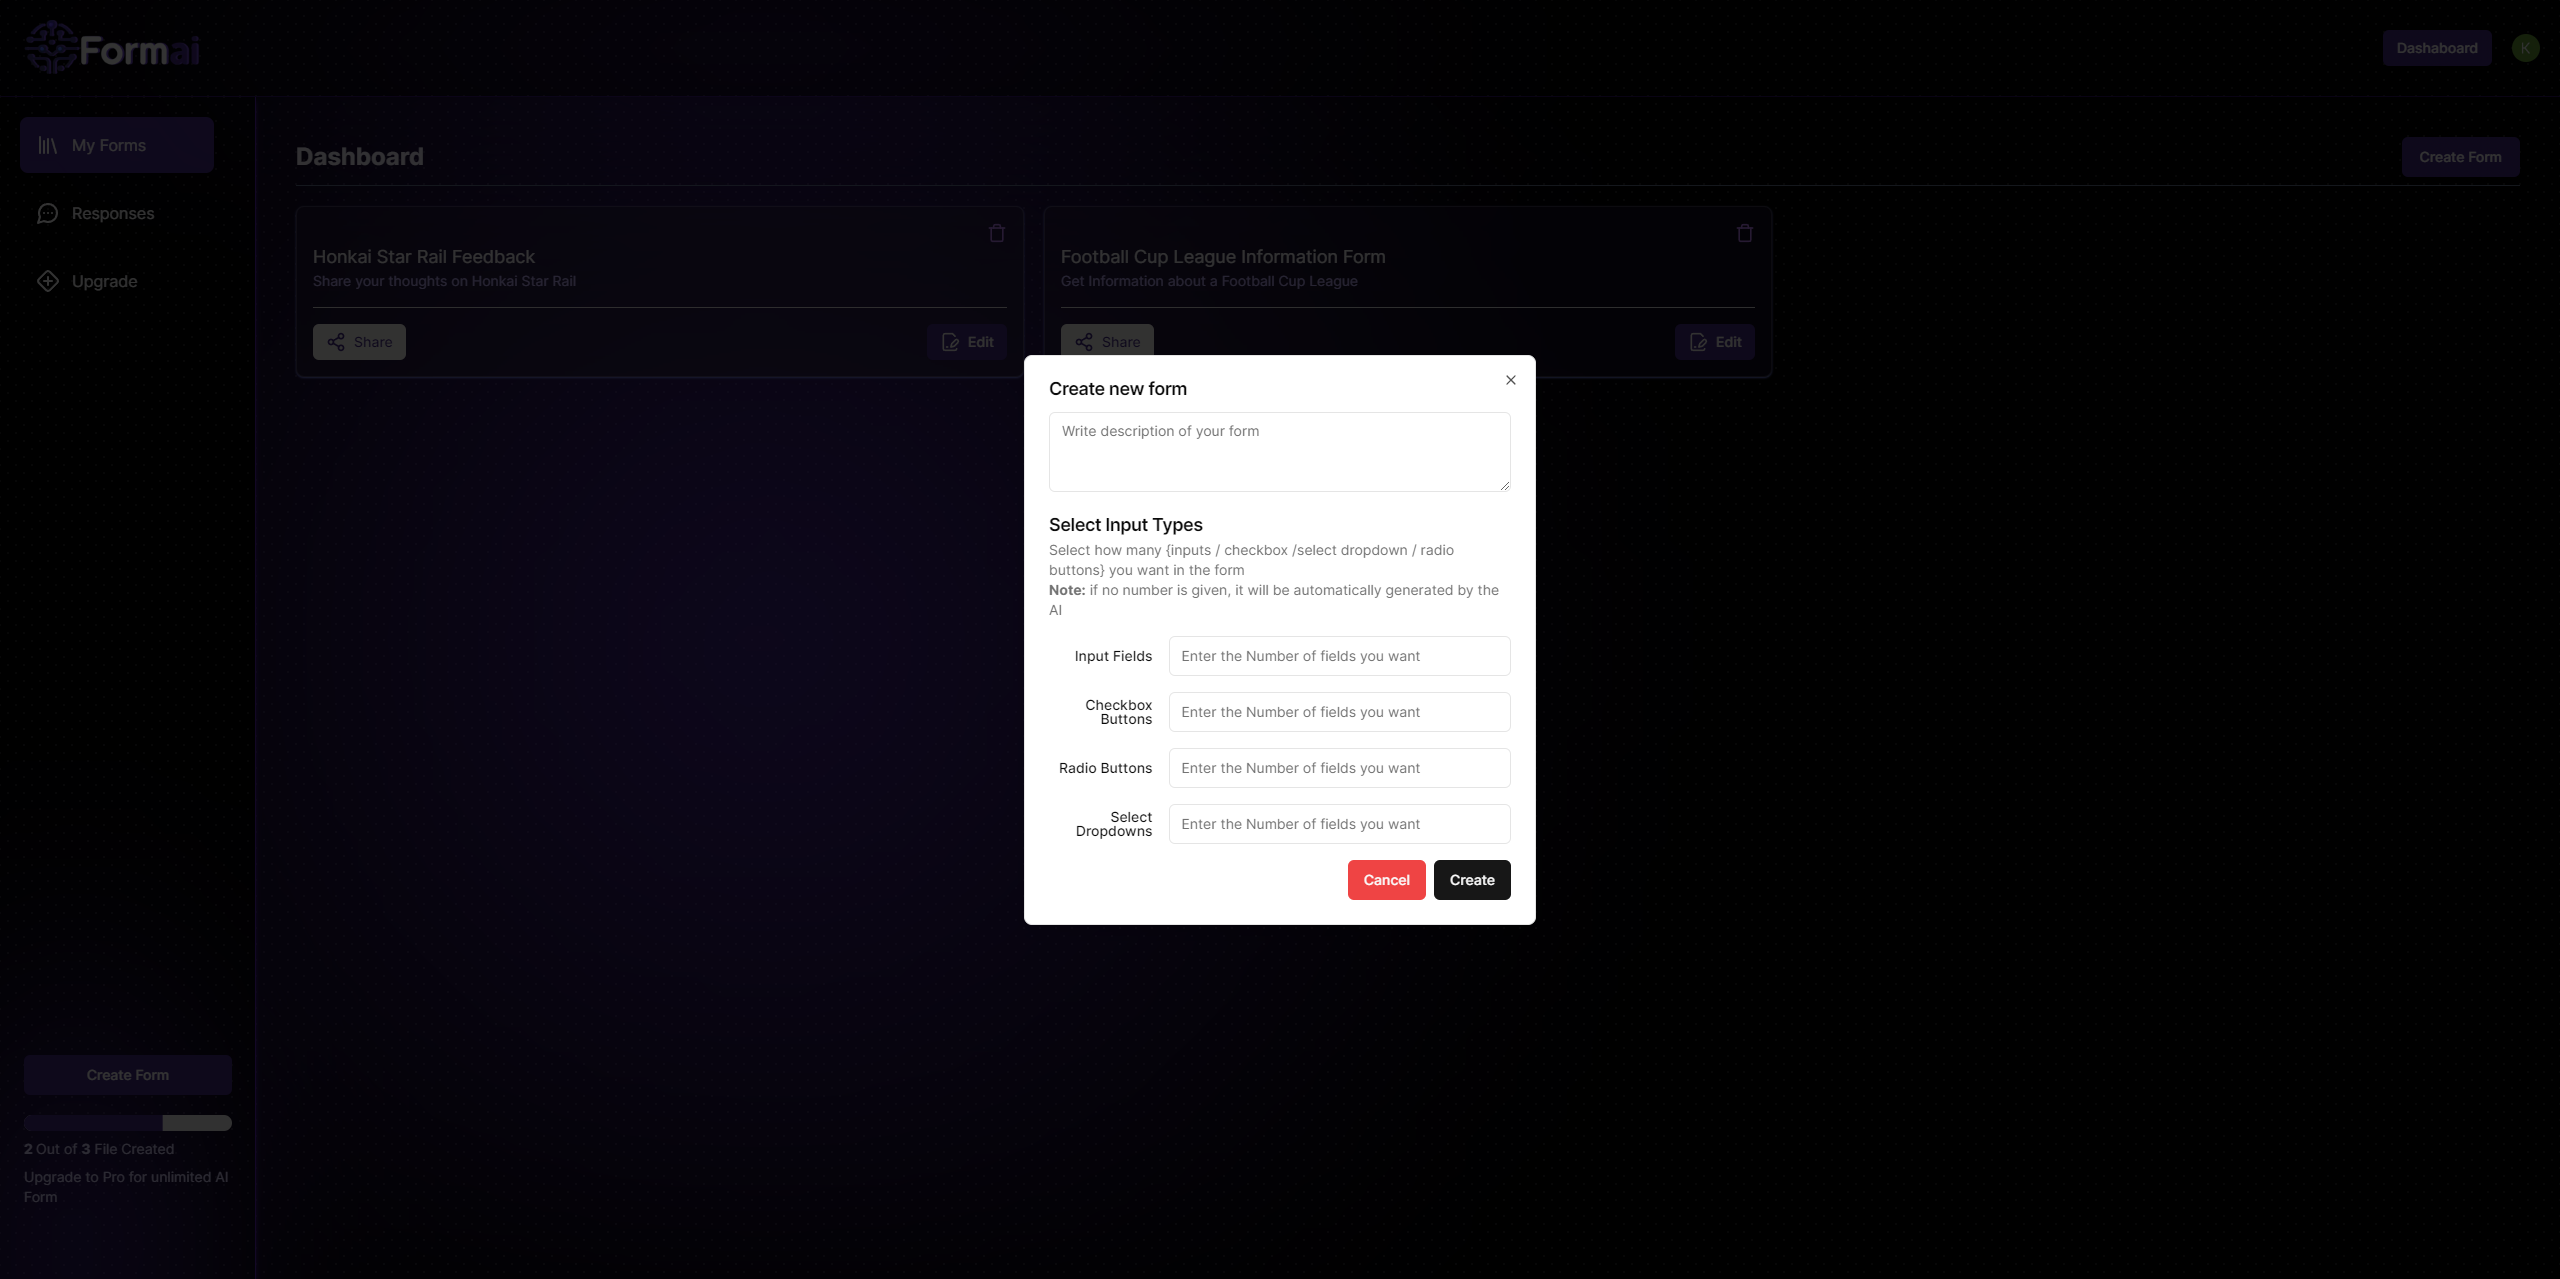 Formai
Dashaboard
K
My Forms
Responses
Upgrade
Dashboard
Create Form
Honkai Star Rail Feedback
Share your thoughts on Honkai Star Rail
Share
Edit
Football Cup League Information Form
Get Information about a Football Cup League
Share
Edit
Create new form
Write description of your form
Select Input Types
Select how many {inputs / checkbox /select dropdown / radio
buttons} you want in the form
Note: if no number is given, it will be automatically generated by the
AI
Input Fields
Enter the Number of fields you want
Checkbox
Buttons
Enter the Number of fields you want
Radio Buttons
Enter the Number of fields you want
Select
Dropdowns
Enter the Number of fields you want
Cancel
Create
Create Form
2 Out of 3 File Created
Upgrade to Pro for unlimited AI
Form